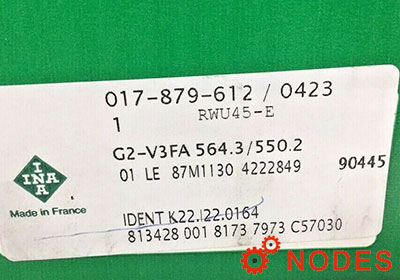 017-879-612 / 0423
1 RWU45-E
G2-V3FA 564.3/550.2
01 LE 87M1130 4222849 90445
INA
INA
Made in France
IDENT K22.I22.0164
813428 001 8173 7973 C57030
NODES